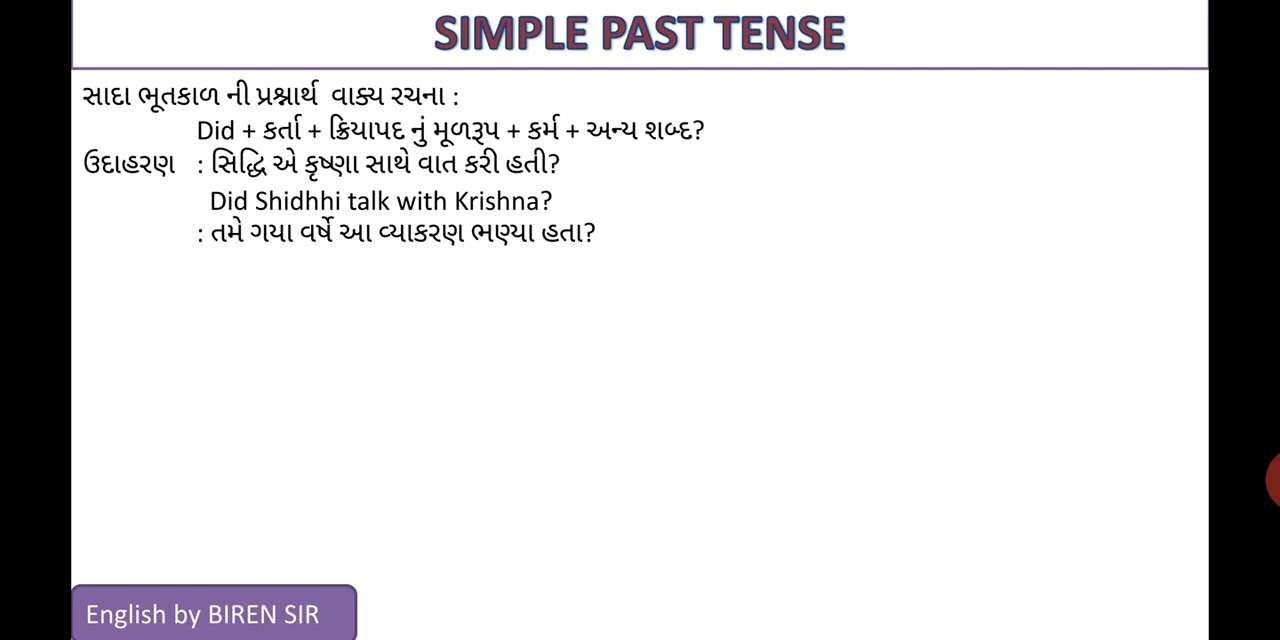 SIMPLE PAST TENSE
સાદા ભૂતકાળ ની પ્રશ્નાર્થ વાક્ય રચના :
Did + કર્તા + ક્રિયાપદ નું મૂળરૂપ + કર્મ + અન્ય શબ્દ?
ઉદાહરણ : સિદ્ધિ એ કૃષ્ણા સાથે વાત કરી હતી?
Did Shidhhi talk with Krishna?
: તમે ગયા વર્ષે આ વ્યાકરણ ભણ્યા હતા?
English by BIREN SIR